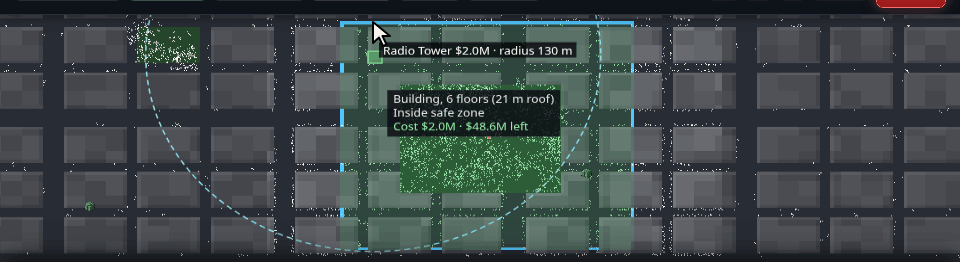 Radio Tower $2.0M · radius 130 m
Building, 6 floors (21 m roof)
Inside safe zone
Cost $2.0M · $48.6M left